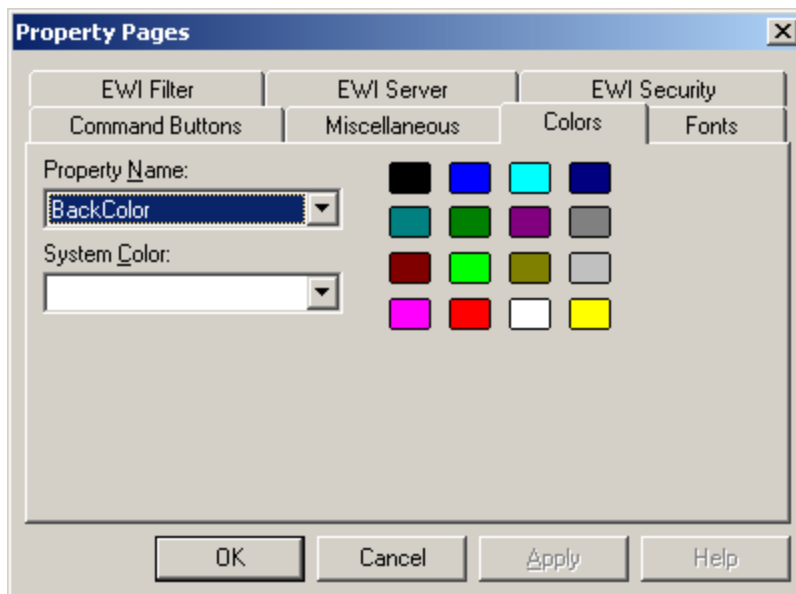 Property Pages
EWI Filter EWI Server EWI Security
Command Buttons Miscellaneous Colors Fonts
Property Name:
BackColor
System Color:
OK Cancel Apply Help